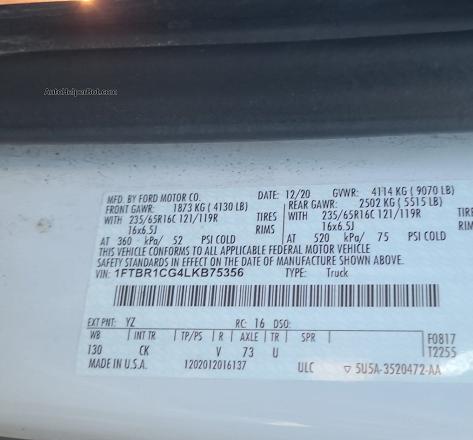 AutoHelperBot.com
MFD. BY FORD MOTOR CO. DATE: 12/20 GVWR: 4114 KG ( 9070 LB)
FRONT GAWR: 1873 KG ( 4130 LB) REAR GAWR: 2502 KG ( 5515 LB)
WITH 235/65R16C 121/119R TIRES WITH 235/65R16C 121/119R TIRES
16x6.5J RIMS 16x6.5J RIM
AT 360 kPa/ 52 PSI COLD AT 520 kPa/ 75 PSI COLD
THIS VEHICLE CONFORMS TO ALL APPLICABLE FEDERAL MOTOR VEHICLE
SAFETY STANDARDS IN EFFECT ON THE DATE OF MANUFACTURE SHOWN ABOVE.
VIN: 1FTBR1CG4LKB75356 TYPE: Truck
EXT PNT: YZ RC: 16 DSO:
WB INT TR TP/PS R AXLE TR SPR F0817
130 CK V 73 U T2255
MADE IN U.S.A. 1202012016137 ULC ▽ 5U5A-3520472-AA